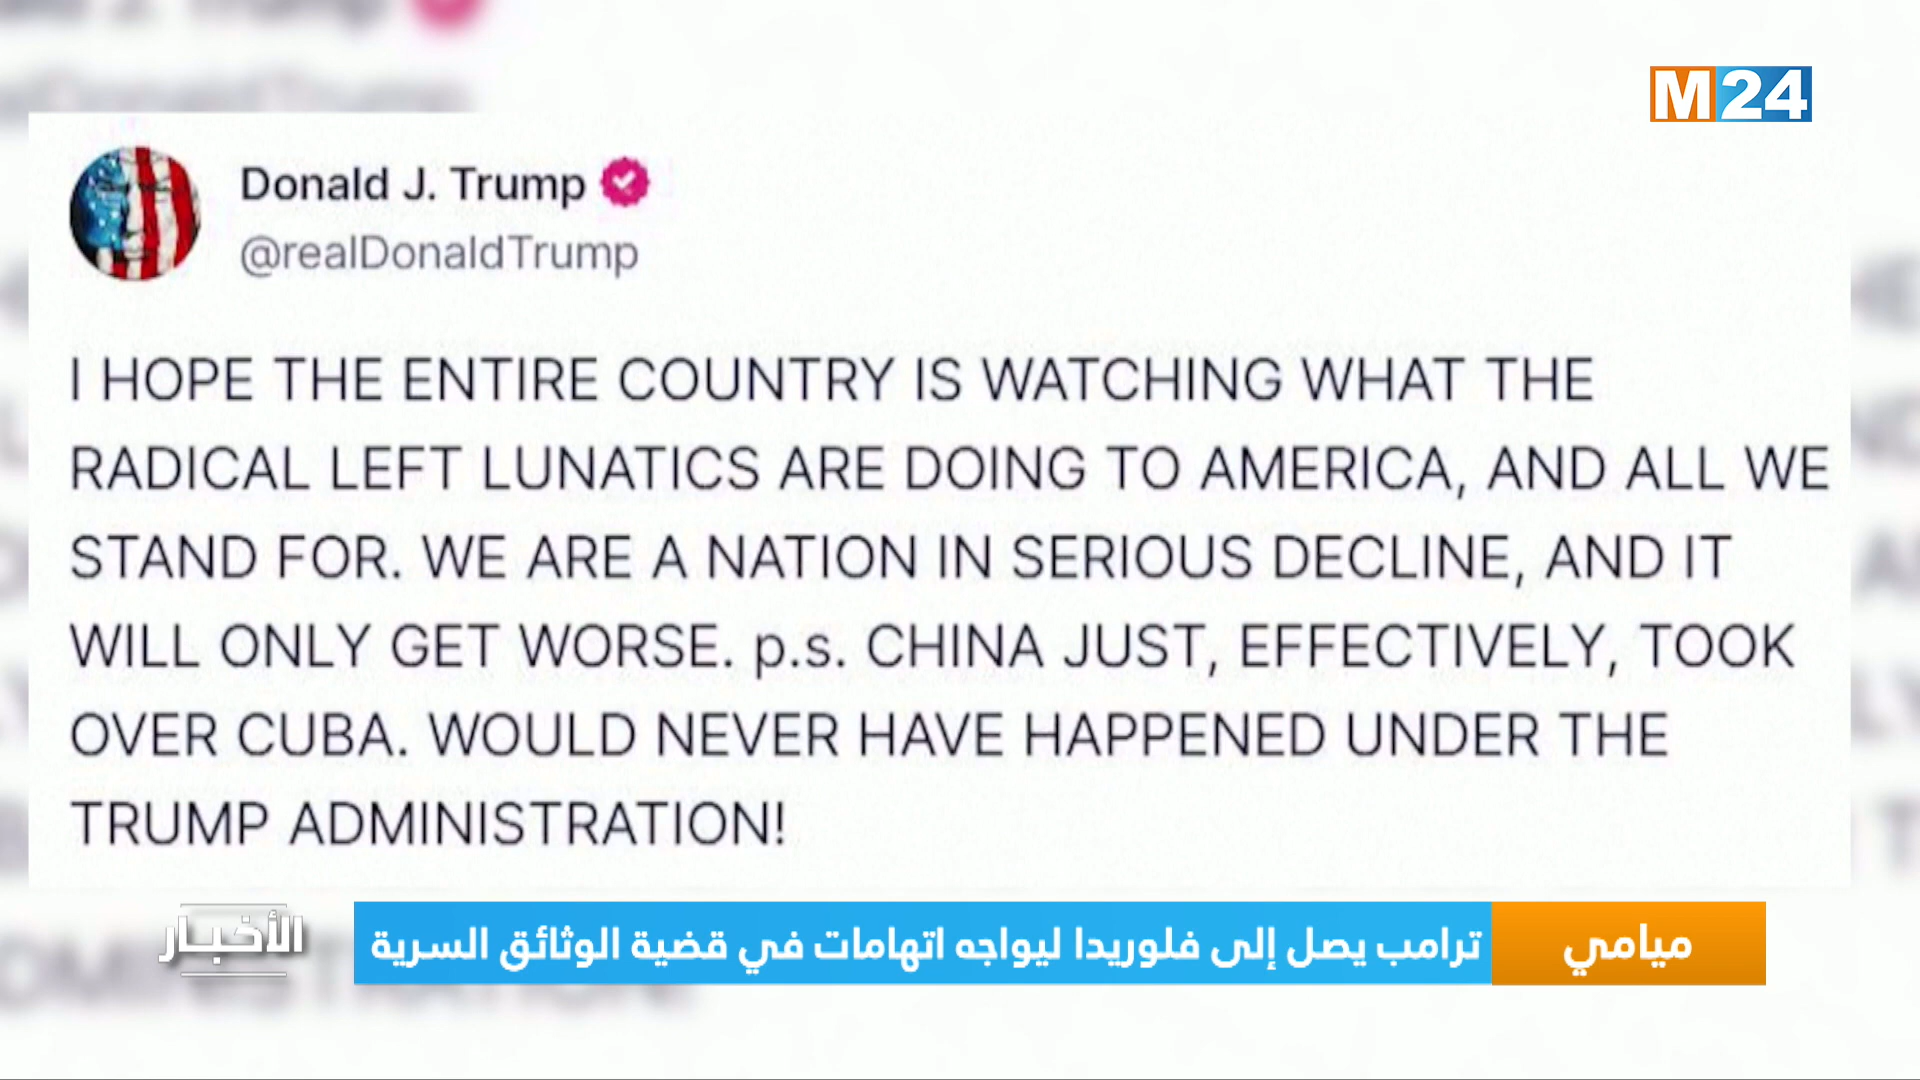 M24
Donald J. Trump
@realDonaldTrump
I HOPE THE ENTIRE COUNTRY IS WATCHING WHAT THE
RADICAL LEFT LUNATICS ARE DOING TO AMERICA, AND ALL WE
STAND FOR. WE ARE A NATION IN SERIOUS DECLINE, AND IT
WILL ONLY GET WORSE. p.s. CHINA JUST, EFFECTIVELY, TOOK
OVER CUBA. WOULD NEVER HAVE HAPPENED UNDER THE
TRUMP ADMINISTRATION!
ميامي
ترامب يصل إلى فلوريدا ليواجه اتهامات في قضية الوثائق السرية
الأخبار